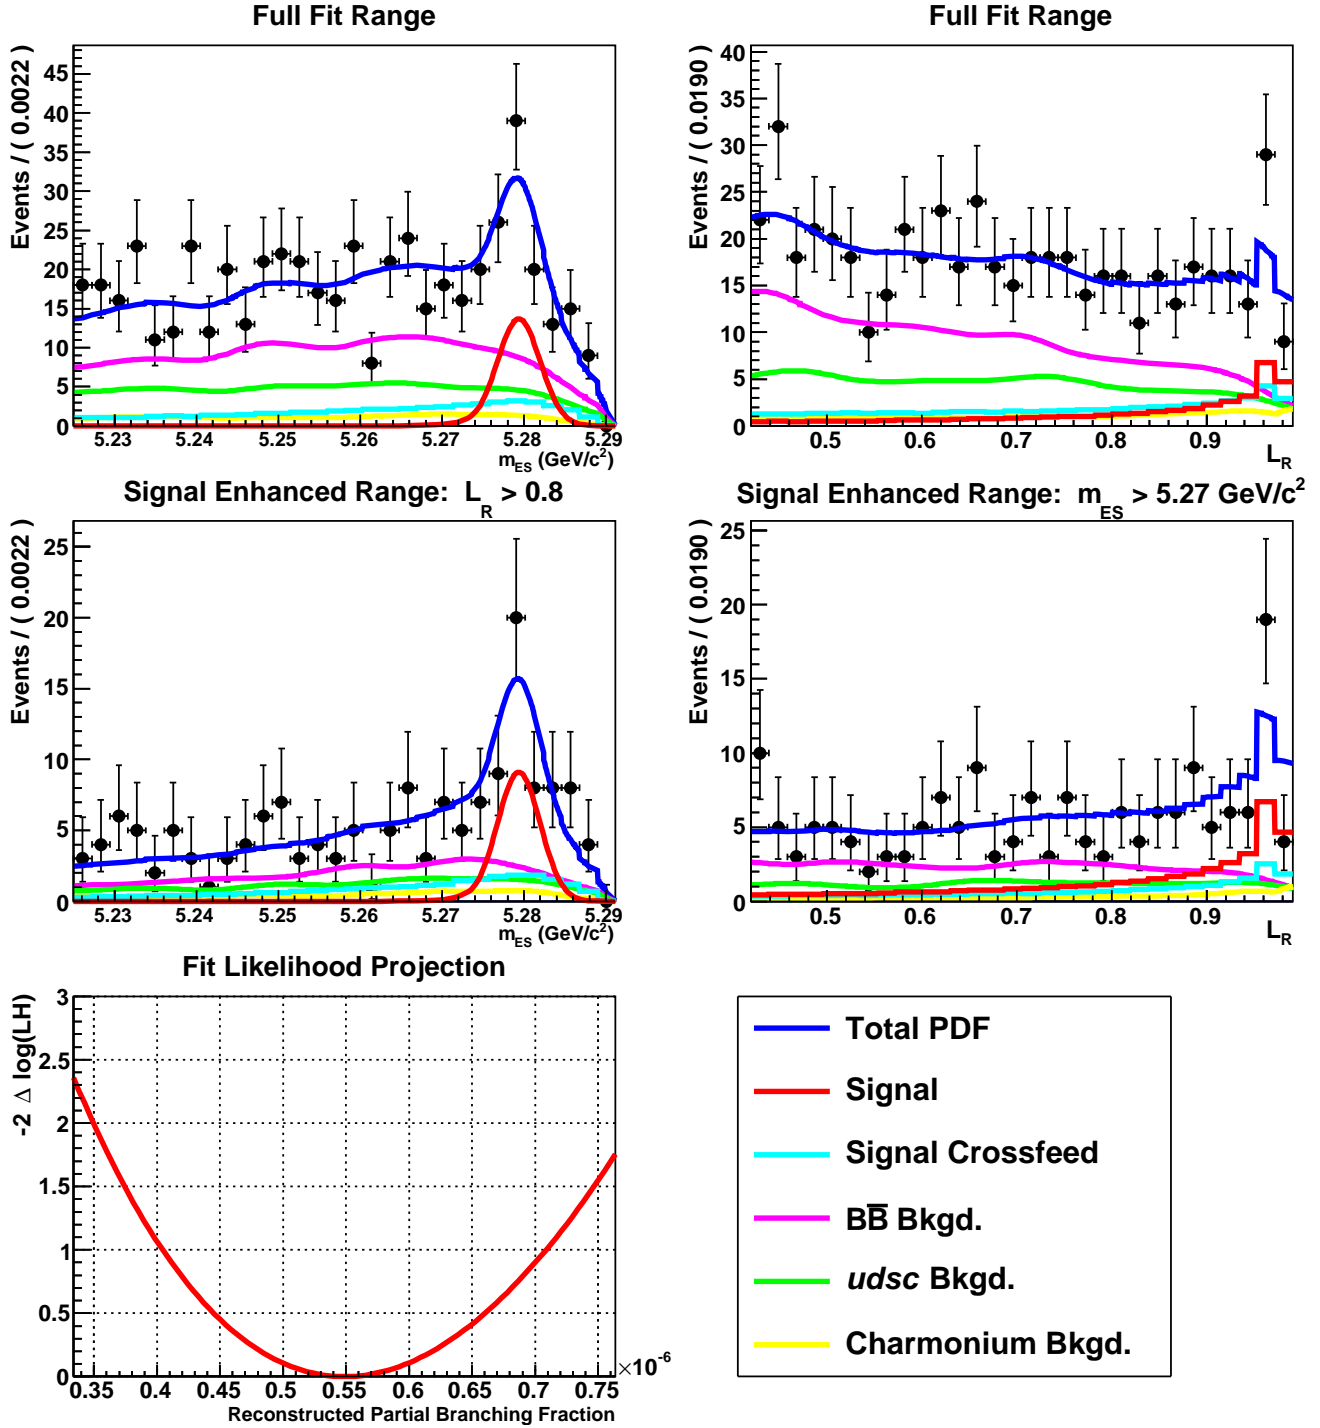 Full Fit Range
Events / ( 0.0022 )
45
40
35
30
25
20
15
10
5
0
5.23 5.24 5.25 5.26 5.27 5.28 5.29
m_ES (GeV/c²)
Full Fit Range
Events / ( 0.0190 )
40
35
30
25
20
15
10
5
0
0.5 0.6 0.7 0.8 0.9
L_R
Signal Enhanced Range: L_R > 0.8
Events / ( 0.0022 )
25
20
15
10
5
0
5.23 5.24 5.25 5.26 5.27 5.28 5.29
m_ES (GeV/c²)
Signal Enhanced Range: m_ES > 5.27 GeV/c²
Events / ( 0.0190 )
25
20
15
10
5
0
0.5 0.6 0.7 0.8 0.9
L_R
Fit Likelihood Projection
-2 Δ log(LH)
3
2.5
2
1.5
1
0.5
0
0.35 0.4 0.45 0.5 0.55 0.6 0.65 0.7 0.75
×10⁻⁶
Reconstructed Partial Branching Fraction
Total PDF
Signal
Signal Crossfeed
BB̅ Bkgd.
udsc Bkgd.
Charmonium Bkgd.